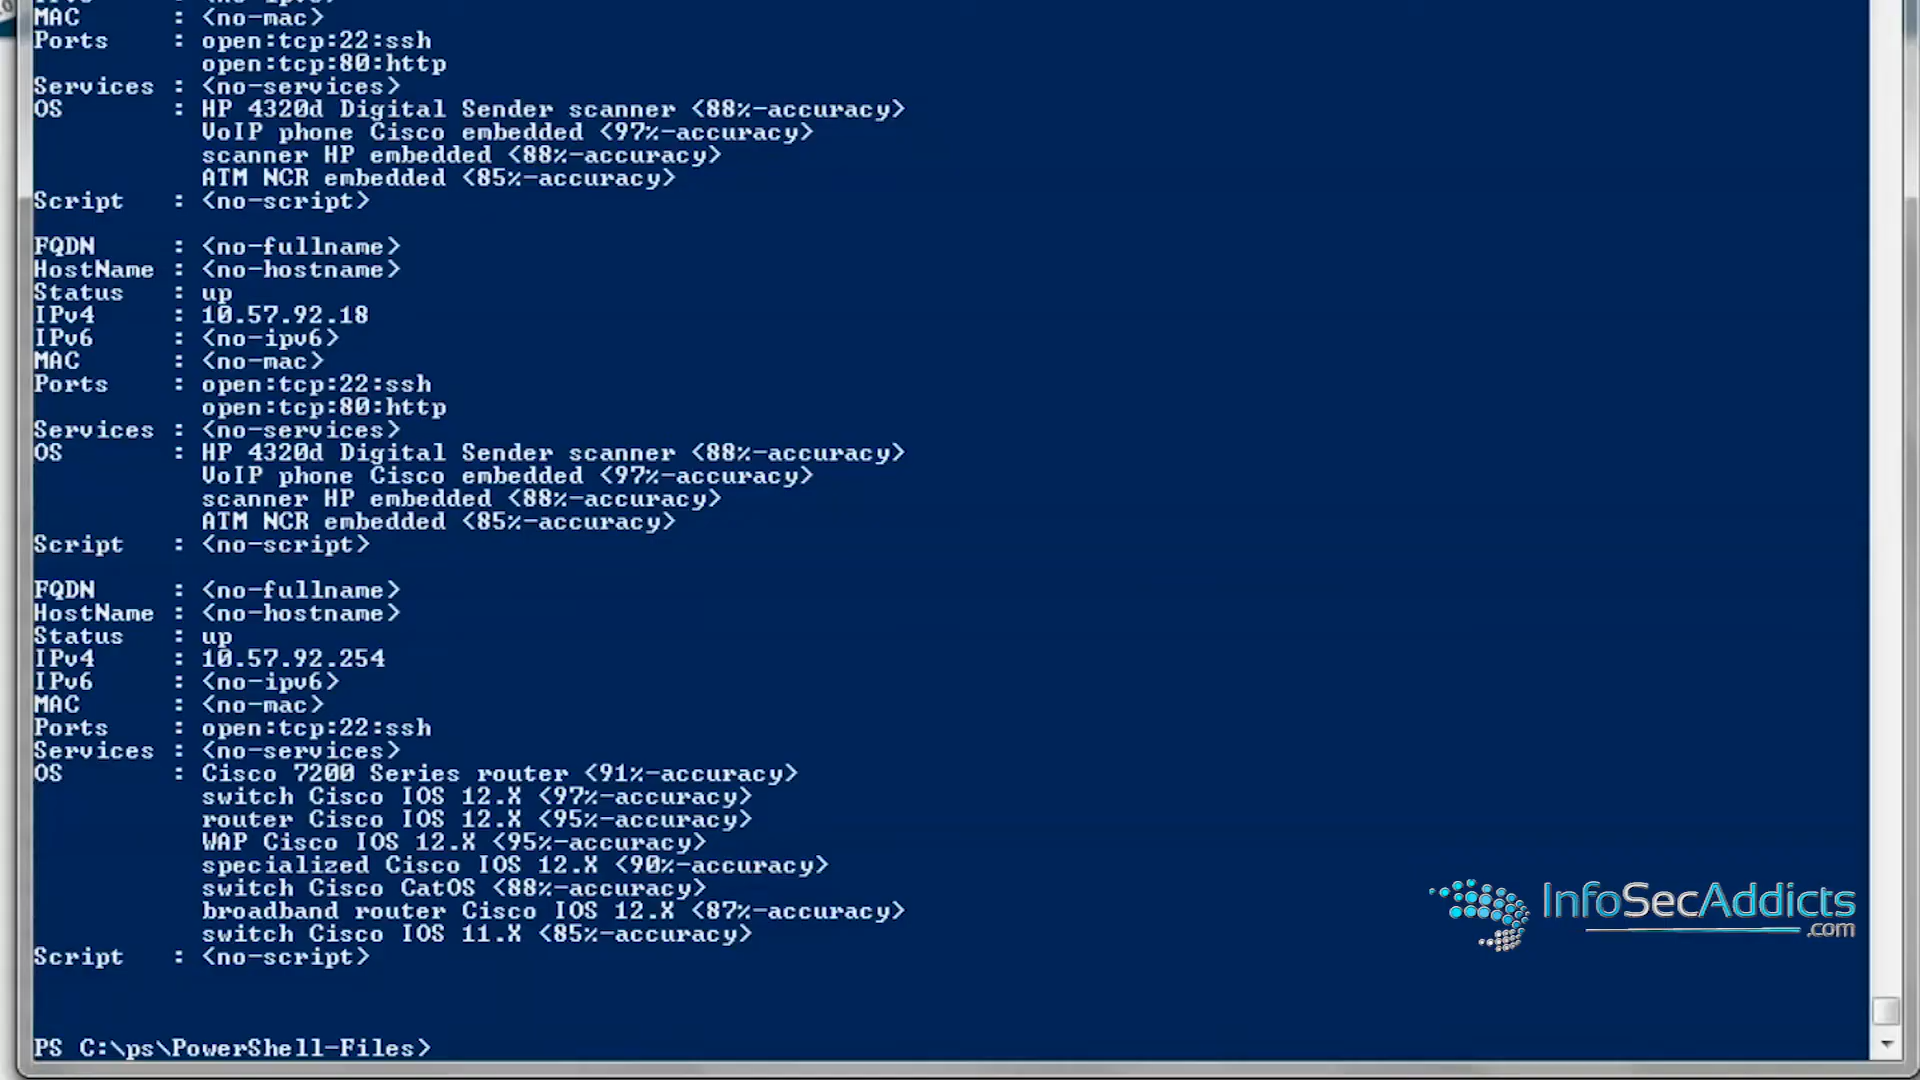 MAC      : <no-mac>
Ports    : open:tcp:22:ssh
           open:tcp:80:http
Services : <no-services>
OS       : HP 4320d Digital Sender scanner <88%-accuracy>
           VoIP phone Cisco embedded <97%-accuracy>
           scanner HP embedded <88%-accuracy>
           ATM NCR embedded <85%-accuracy>
Script   : <no-script>

FQDN     : <no-fullname>
HostName : <no-hostname>
Status   : up
IPv4     : 10.57.92.18
IPv6     : <no-ipv6>
MAC      : <no-mac>
Ports    : open:tcp:22:ssh
           open:tcp:80:http
Services : <no-services>
OS       : HP 4320d Digital Sender scanner <88%-accuracy>
           VoIP phone Cisco embedded <97%-accuracy>
           scanner HP embedded <88%-accuracy>
           ATM NCR embedded <85%-accuracy>
Script   : <no-script>

FQDN     : <no-fullname>
HostName : <no-hostname>
Status   : up
IPv4     : 10.57.92.254
IPv6     : <no-ipv6>
MAC      : <no-mac>
Ports    : open:tcp:22:ssh
Services : <no-services>
OS       : Cisco 7200 Series router <91%-accuracy>
           switch Cisco IOS 12.X <97%-accuracy>
           router Cisco IOS 12.X <95%-accuracy>
           WAP Cisco IOS 12.X <95%-accuracy>
           specialized Cisco IOS 12.X <90%-accuracy>
           switch Cisco CatOS <88%-accuracy>
           broadband router Cisco IOS 12.X <87%-accuracy>
           switch Cisco IOS 11.X <85%-accuracy>
Script   : <no-script>

InfoSecAddicts
.com
PS C:\ps\PowerShell-Files>